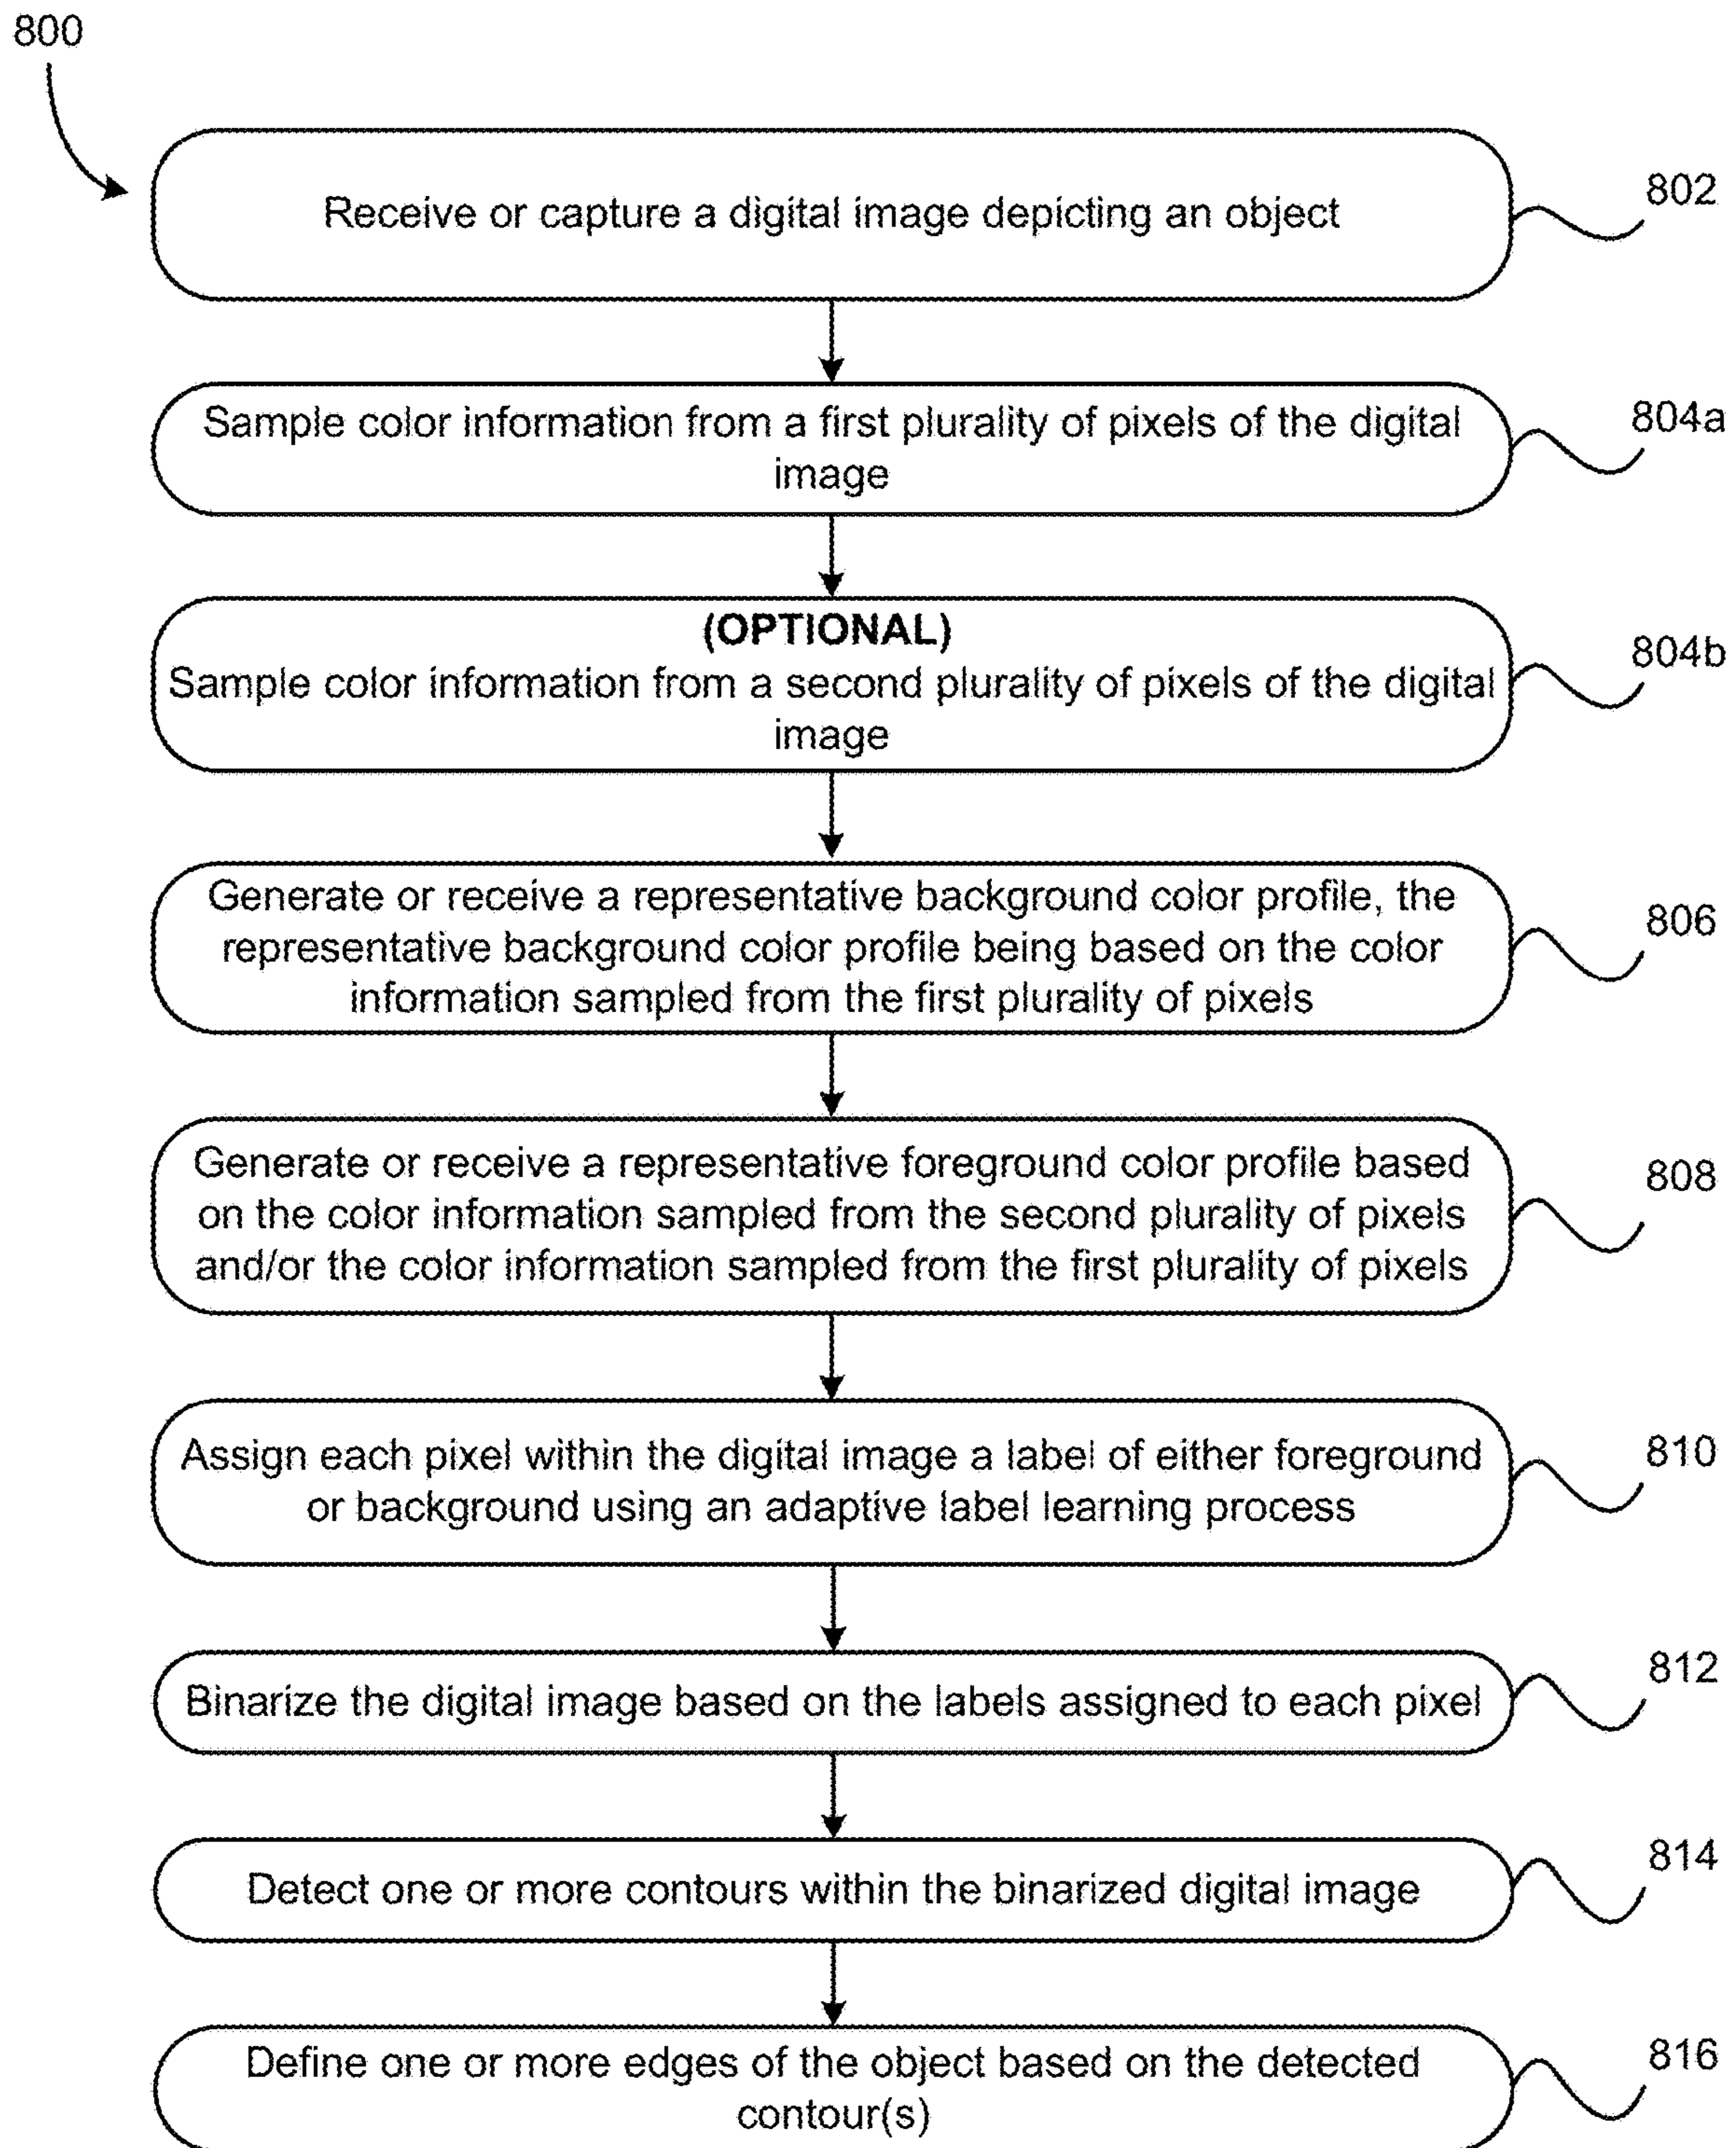 800
Receive or capture a digital image depicting an object
802
Sample color information from a first plurality of pixels of the digital
image
804a
(OPTIONAL)
Sample color information from a second plurality of pixels of the digital
image
804b
Generate or receive a representative background color profile, the
representative background color profile being based on the color
information sampled from the first plurality of pixels
806
Generate or receive a representative foreground color profile based
on the color information sampled from the second plurality of pixels
and/or the color information sampled from the first plurality of pixels
808
Assign each pixel within the digital image a label of either foreground
or background using an adaptive label learning process
810
Binarize the digital image based on the labels assigned to each pixel
812
Detect one or more contours within the binarized digital image
814
Define one or more edges of the object based on the detected
contour(s)
816